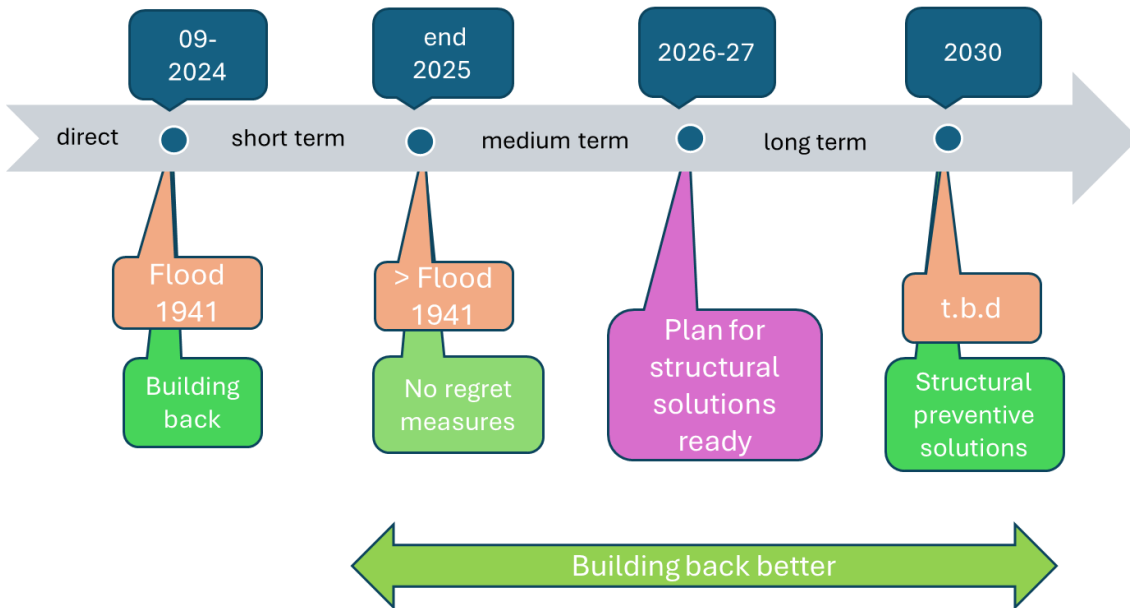 09-
2024
end
2025
2026-27
2030
direct
short term
medium term
long term
Flood
1941
> Flood
1941
t.b.d
Building
back
No regret
measures
Plan for
structural
solutions
ready
Structural
preventive
solutions
Building back better